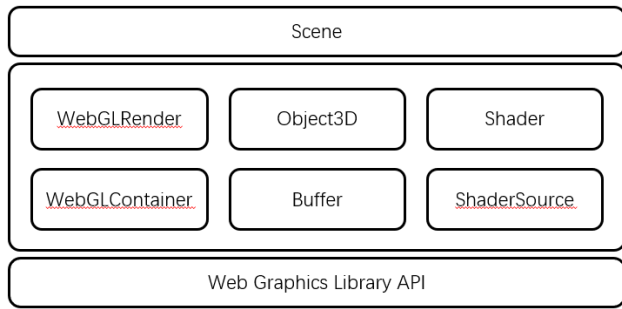 Scene
WebGLRender
Object3D
Shader
WebGLContainer
Buffer
ShaderSource
Web Graphics Library API